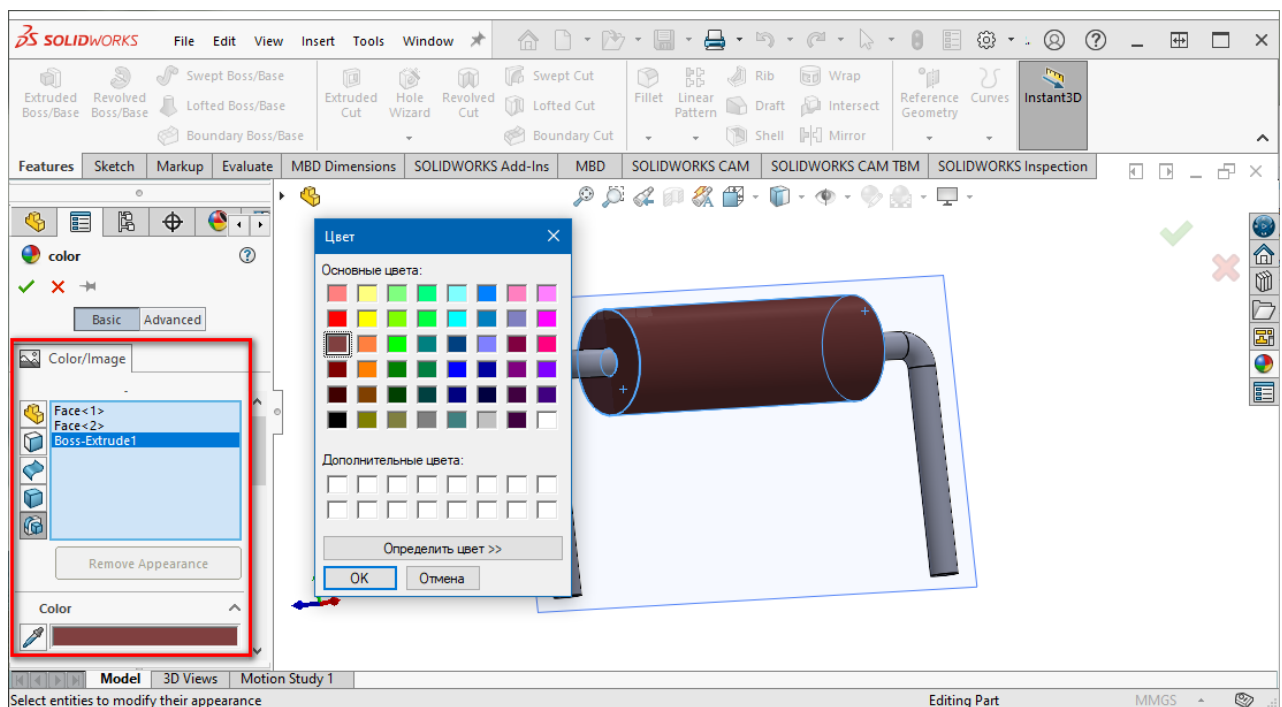 SOLIDWORKS File Edit View Insert Tools Window
Extruded Boss/Base
Revolved Boss/Base
Swept Boss/Base
Lofted Boss/Base
Boundary Boss/Base
Extruded Cut
Hole Wizard
Revolved Cut
Swept Cut
Lofted Cut
Boundary Cut
Fillet
Linear Pattern
Rib
Draft
Shell
Wrap
Intersect
Mirror
Reference Geometry
Curves
Instant3D
Features Sketch Markup Evaluate MBD Dimensions SOLIDWORKS Add-Ins MBD SOLIDWORKS CAM SOLIDWORKS CAM TBM SOLIDWORKS Inspection
color
Basic Advanced
Color/Image
Face<1>
Face<2>
Boss-Extrude1
Remove Appearance
Color
Цвет
Основные цвета:
Дополнительные цвета:
Определить цвет >>
OK Отмена
Model 3D Views Motion Study 1
Select entities to modify their appearance Editing Part MMGS